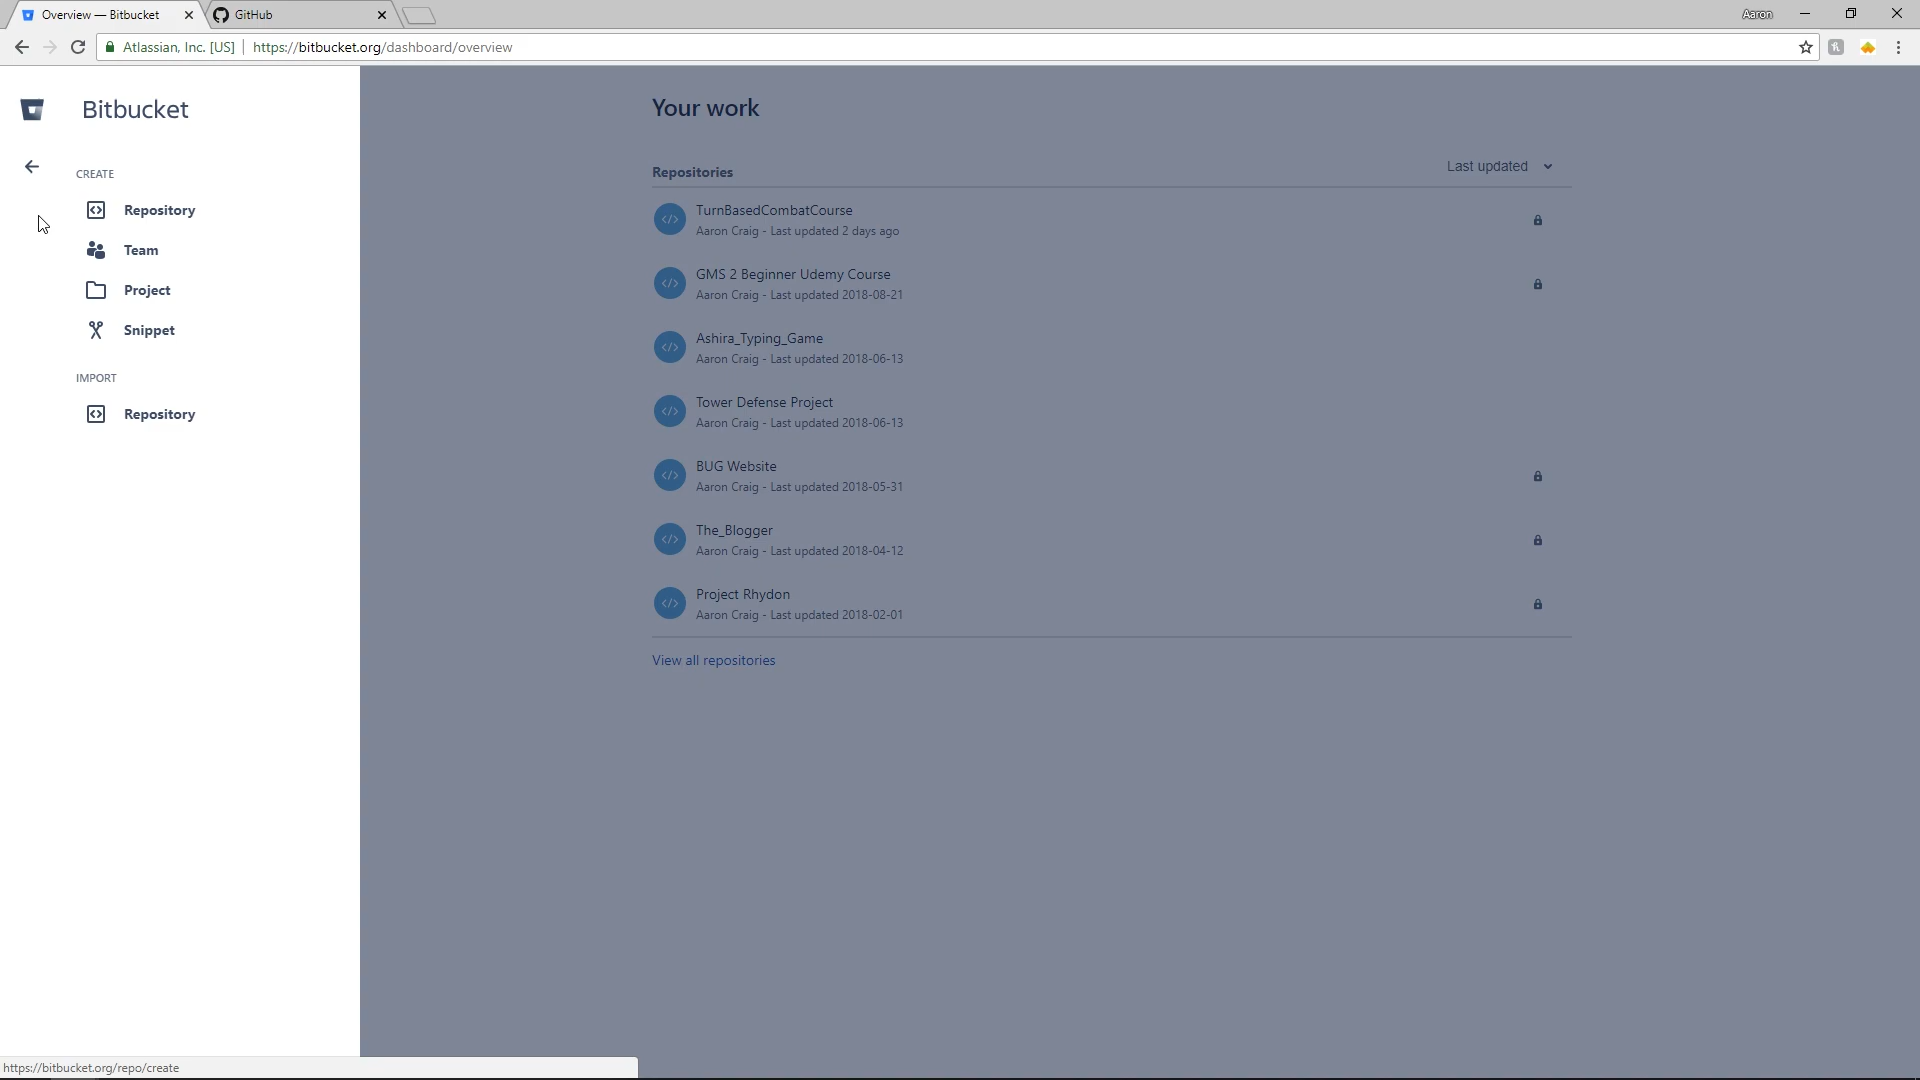 Overview — Bitbucket
GitHub
Aaron
Atlassian, Inc. [US]
https://bitbucket.org/dashboard/overview
Bitbucket
CREATE
Repository
Team
Project
Snippet
IMPORT
Repository
Your work
Repositories
Last updated
TurnBasedCombatCourse
Aaron Craig - Last updated 2 days ago
GMS 2 Beginner Udemy Course
Aaron Craig - Last updated 2018-08-21
Ashira_Typing_Game
Aaron Craig - Last updated 2018-06-13
Tower Defense Project
Aaron Craig - Last updated 2018-06-13
BUG Website
Aaron Craig - Last updated 2018-05-31
The_Blogger
Aaron Craig - Last updated 2018-04-12
Project Rhydon
Aaron Craig - Last updated 2018-02-01
View all repositories
https://bitbucket.org/repo/create